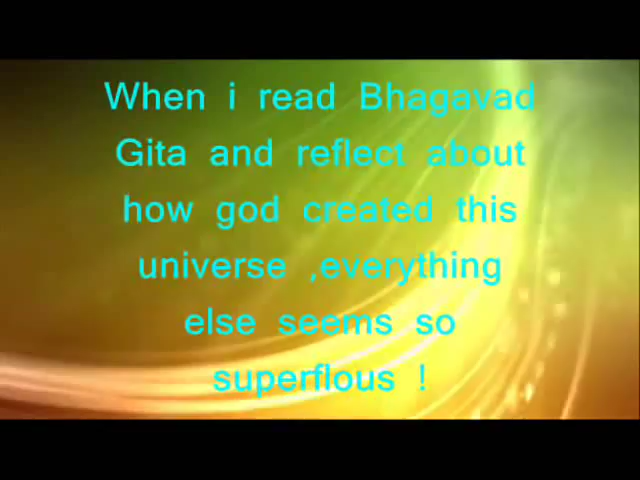 When i read Bhagavad
Gita and reflect about
how god created this
universe ,everything
else seems so
superflous !